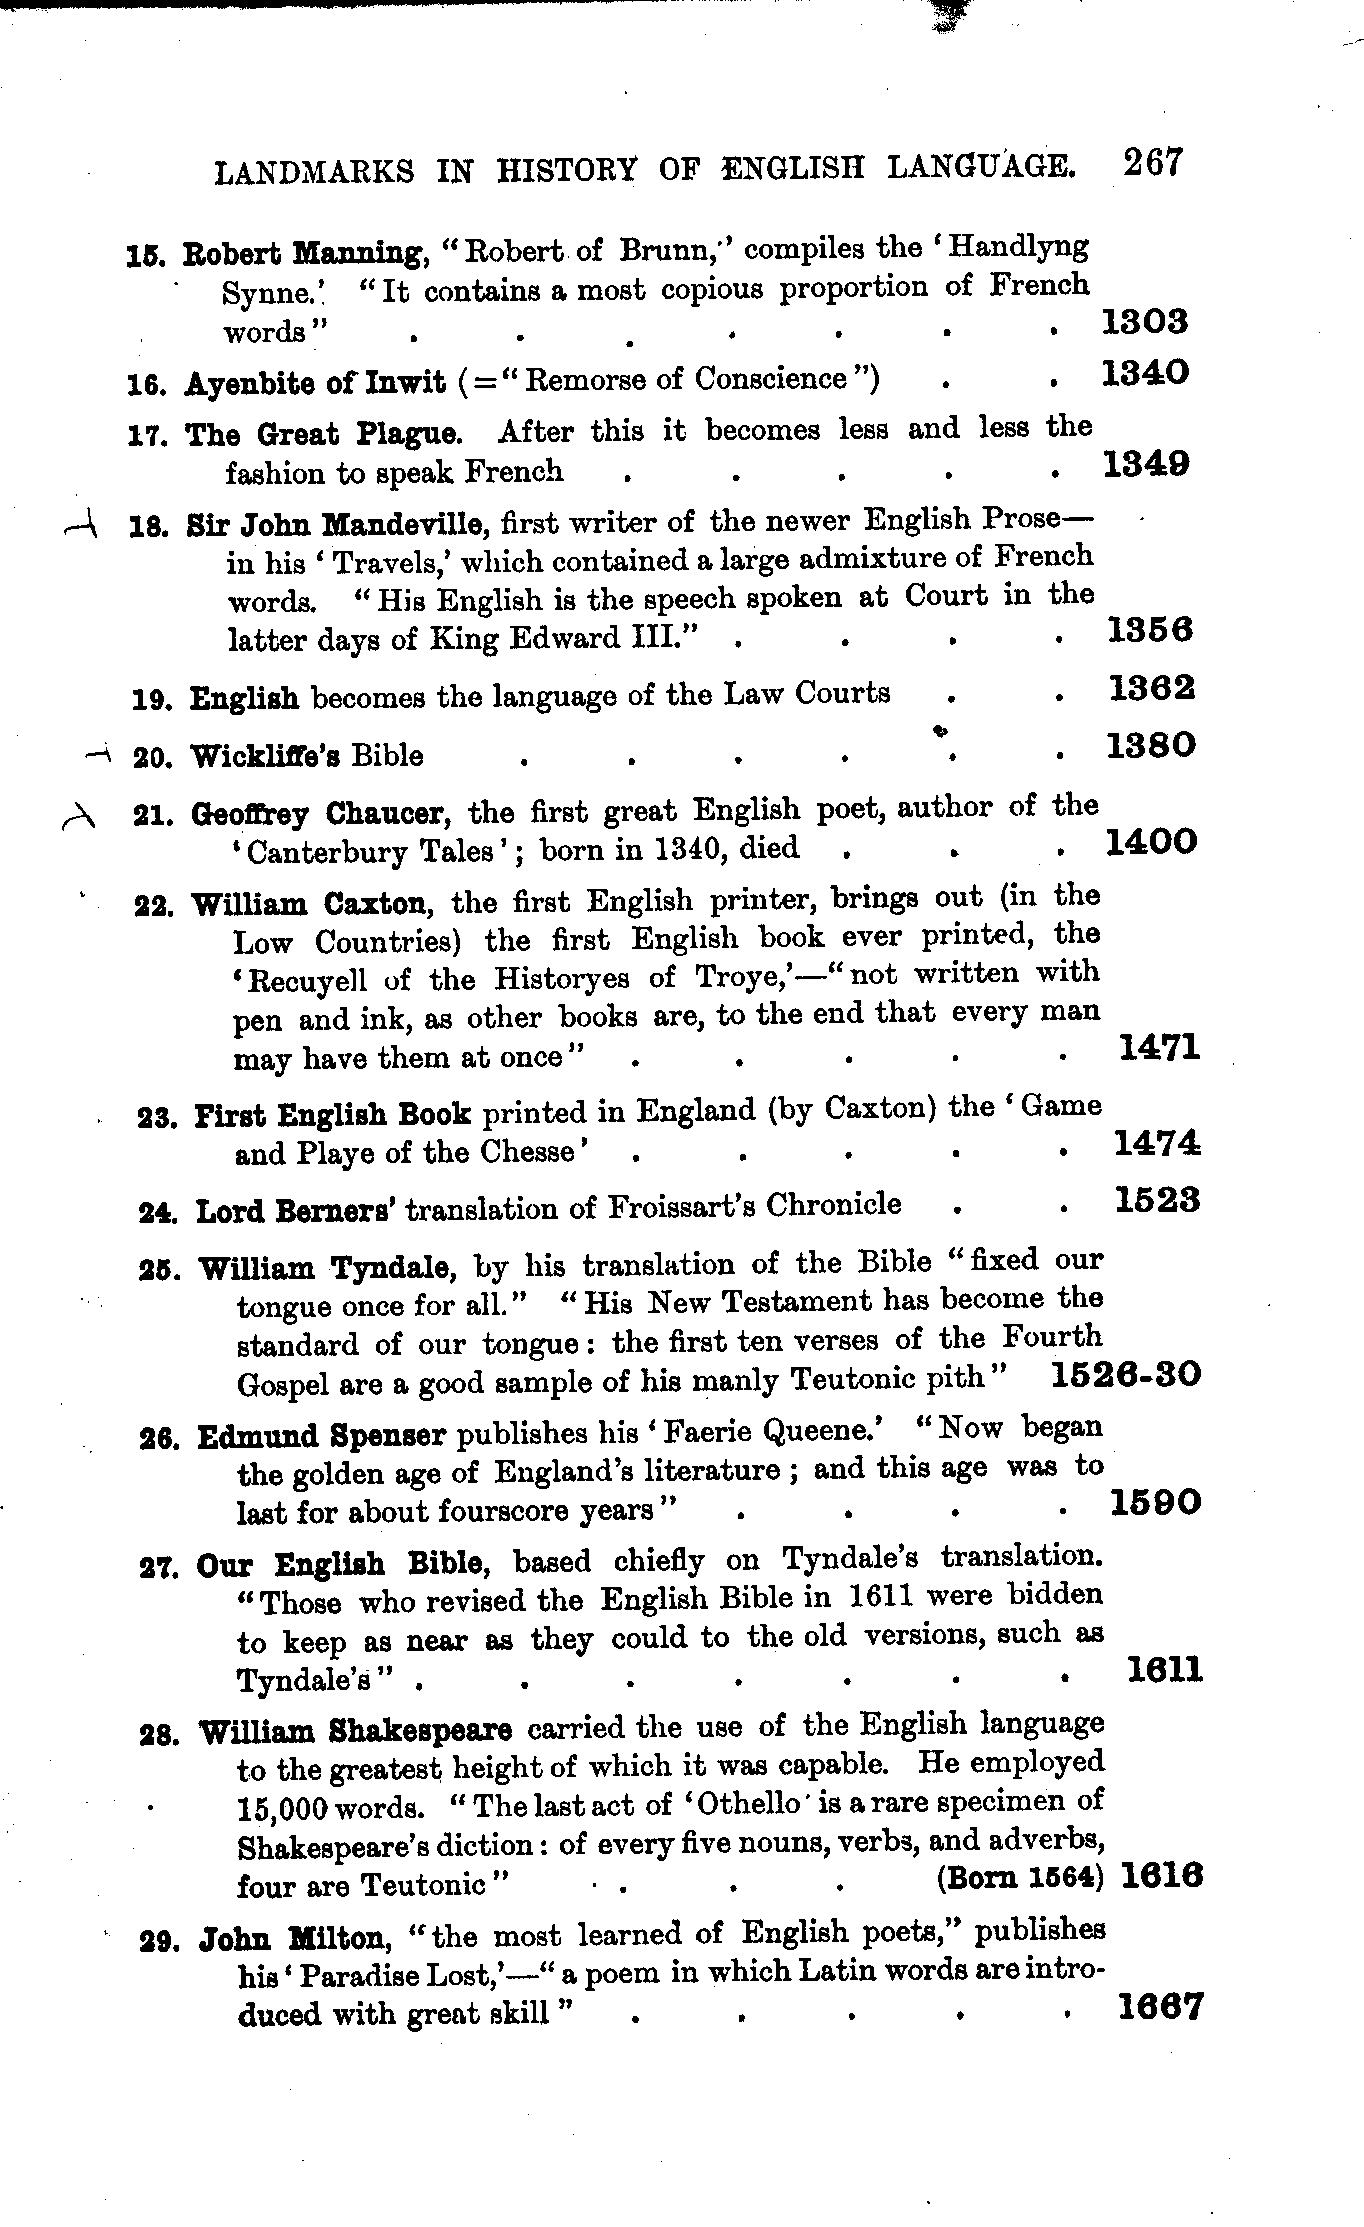 LANDMARKS IN HISTORY OF ENGLISH LANGUAGE. 267
15. Robert Manning, "Robert of Brunn," compiles the 'Handlyng
Synne.' "It contains a most copious proportion of French
words" . . . . . . . 1303
16. Ayenbite of Inwit (="Remorse of Conscience") . . 1340
17. The Great Plague. After this it becomes less and less the
fashion to speak French . . . . . 1349
18. Sir John Mandeville, first writer of the newer English Prose—
in his 'Travels,' which contained a large admixture of French
words. "His English is the speech spoken at Court in the
latter days of King Edward III." . . . . 1356
19. English becomes the language of the Law Courts . . 1362
20. Wickliffe's Bible . . . . . . 1380
21. Geoffrey Chaucer, the first great English poet, author of the
'Canterbury Tales'; born in 1340, died . . . 1400
22. William Caxton, the first English printer, brings out (in the
Low Countries) the first English book ever printed, the
'Recuyell of the Historyes of Troye,'—"not written with
pen and ink, as other books are, to the end that every man
may have them at once" . . . . . 1471
23. First English Book printed in England (by Caxton) the 'Game
and Playe of the Chesse' . . . . . 1474
24. Lord Berners' translation of Froissart's Chronicle . . 1523
25. William Tyndale, by his translation of the Bible "fixed our
tongue once for all." "His New Testament has become the
standard of our tongue: the first ten verses of the Fourth
Gospel are a good sample of his manly Teutonic pith" 1526-30
26. Edmund Spenser publishes his 'Faerie Queene.' "Now began
the golden age of England's literature; and this age was to
last for about fourscore years" . . . . 1590
27. Our English Bible, based chiefly on Tyndale's translation.
"Those who revised the English Bible in 1611 were bidden
to keep as near as they could to the old versions, such as
Tyndale's" . . . . . . . 1611
28. William Shakespeare carried the use of the English language
to the greatest height of which it was capable. He employed
15,000 words. "The last act of 'Othello' is a rare specimen of
Shakespeare's diction: of every five nouns, verbs, and adverbs,
four are Teutonic" . . . (Born 1564) 1616
29. John Milton, "the most learned of English poets," publishes
his 'Paradise Lost,'—"a poem in which Latin words are intro-
duced with great skill" . . . . . 1667